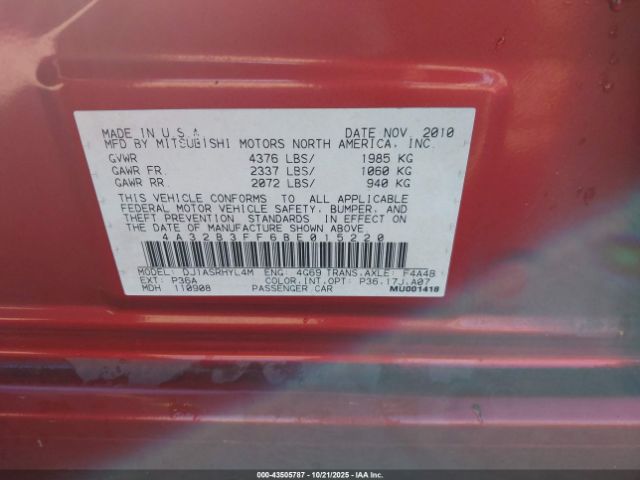 MADE IN U.S.A. DATE NOV. 2010
MFD BY MITSUBISHI MOTORS NORTH AMERICA, INC.
GVWR 4376 LBS/ 1985 KG
GAWR FR. 2337 LBS/ 1060 KG
GAWR RR. 2072 LBS/ 940 KG
THIS VEHICLE CONFORMS TO ALL APPLICABLE
FEDERAL MOTOR VEHICLE SAFETY, BUMPER, AND
THEFT PREVENTION STANDARDS IN EFFECT ON
THE DATE OF MANUFACTURE SHOWN ABOVE.
4A32B3FF6BE015220
MODEL: DJ1ASRHYL4M ENG: 4G69 TRANS.AXLE: F4A4B
EXT: P36A COLOR.INT.OPT: P36.17J.A07
MDH 110908 PASSENGER CAR MU001418
000-43505787 - 10/21/2025 - IAAI.COM